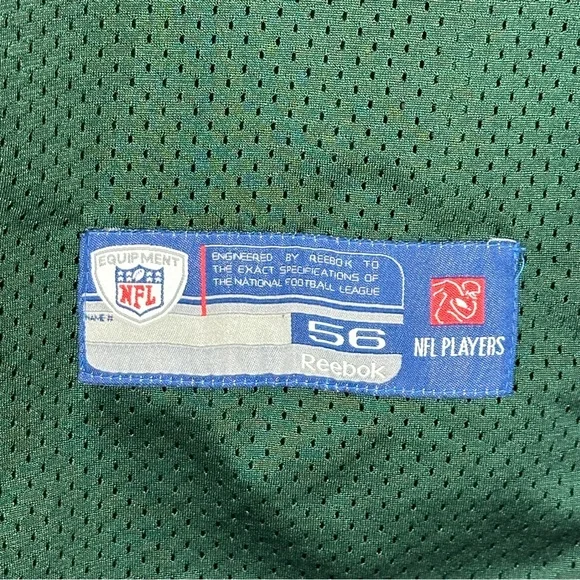 EQUIPMENT
NFL
ENGINEERED BY REEBOK TO
THE EXACT SPECIFICATIONS OF
THE NATIONAL FOOTBALL LEAGUE
NAME #
56
Reebok
NFL PLAYERS